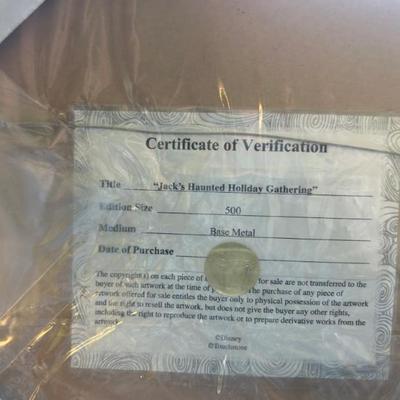 Certificate of Verification
Title "Jack's Haunted Holiday Gathering"
Edition Size 500
Medium Base Metal
Date of Purchase
The copyright(s) on each piece of for sale are not transferred to the
buyer of such artwork at the time of The purchase of any piece of
artwork offered for sale entitles the buyer only to physical possession of the artwork
and the right to resell the artwork, but does not give the buyer any other rights,
including the right to reproduce the artwork or to prepare derivative works from the
artwork.
©Disney
©Touchstone